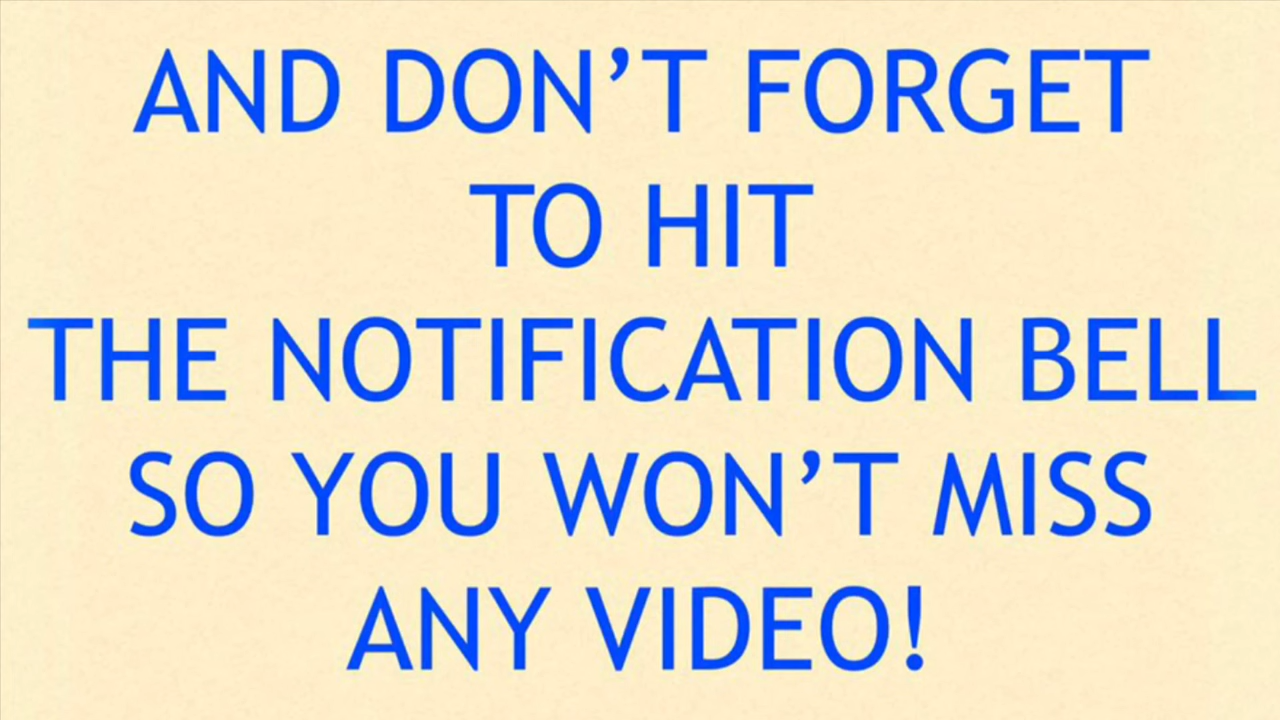 AND DON’T FORGET
TO HIT
THE NOTIFICATION BELL
SO YOU WON’T MISS
ANY VIDEO!